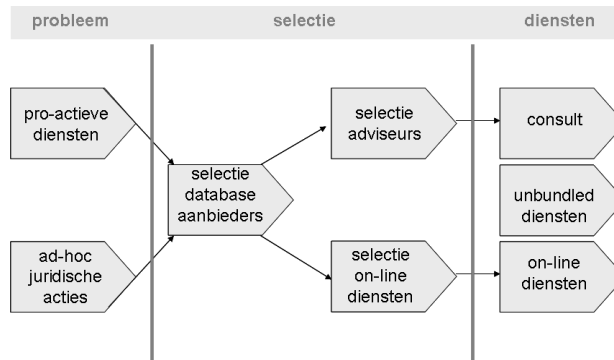 probleem
selectie
diensten
pro-actieve
diensten
selectie
adviseurs
consult
selectie
database
aanbieders
unbundled
diensten
ad-hoc
juridische
acties
selectie
on-line
diensten
on-line
diensten